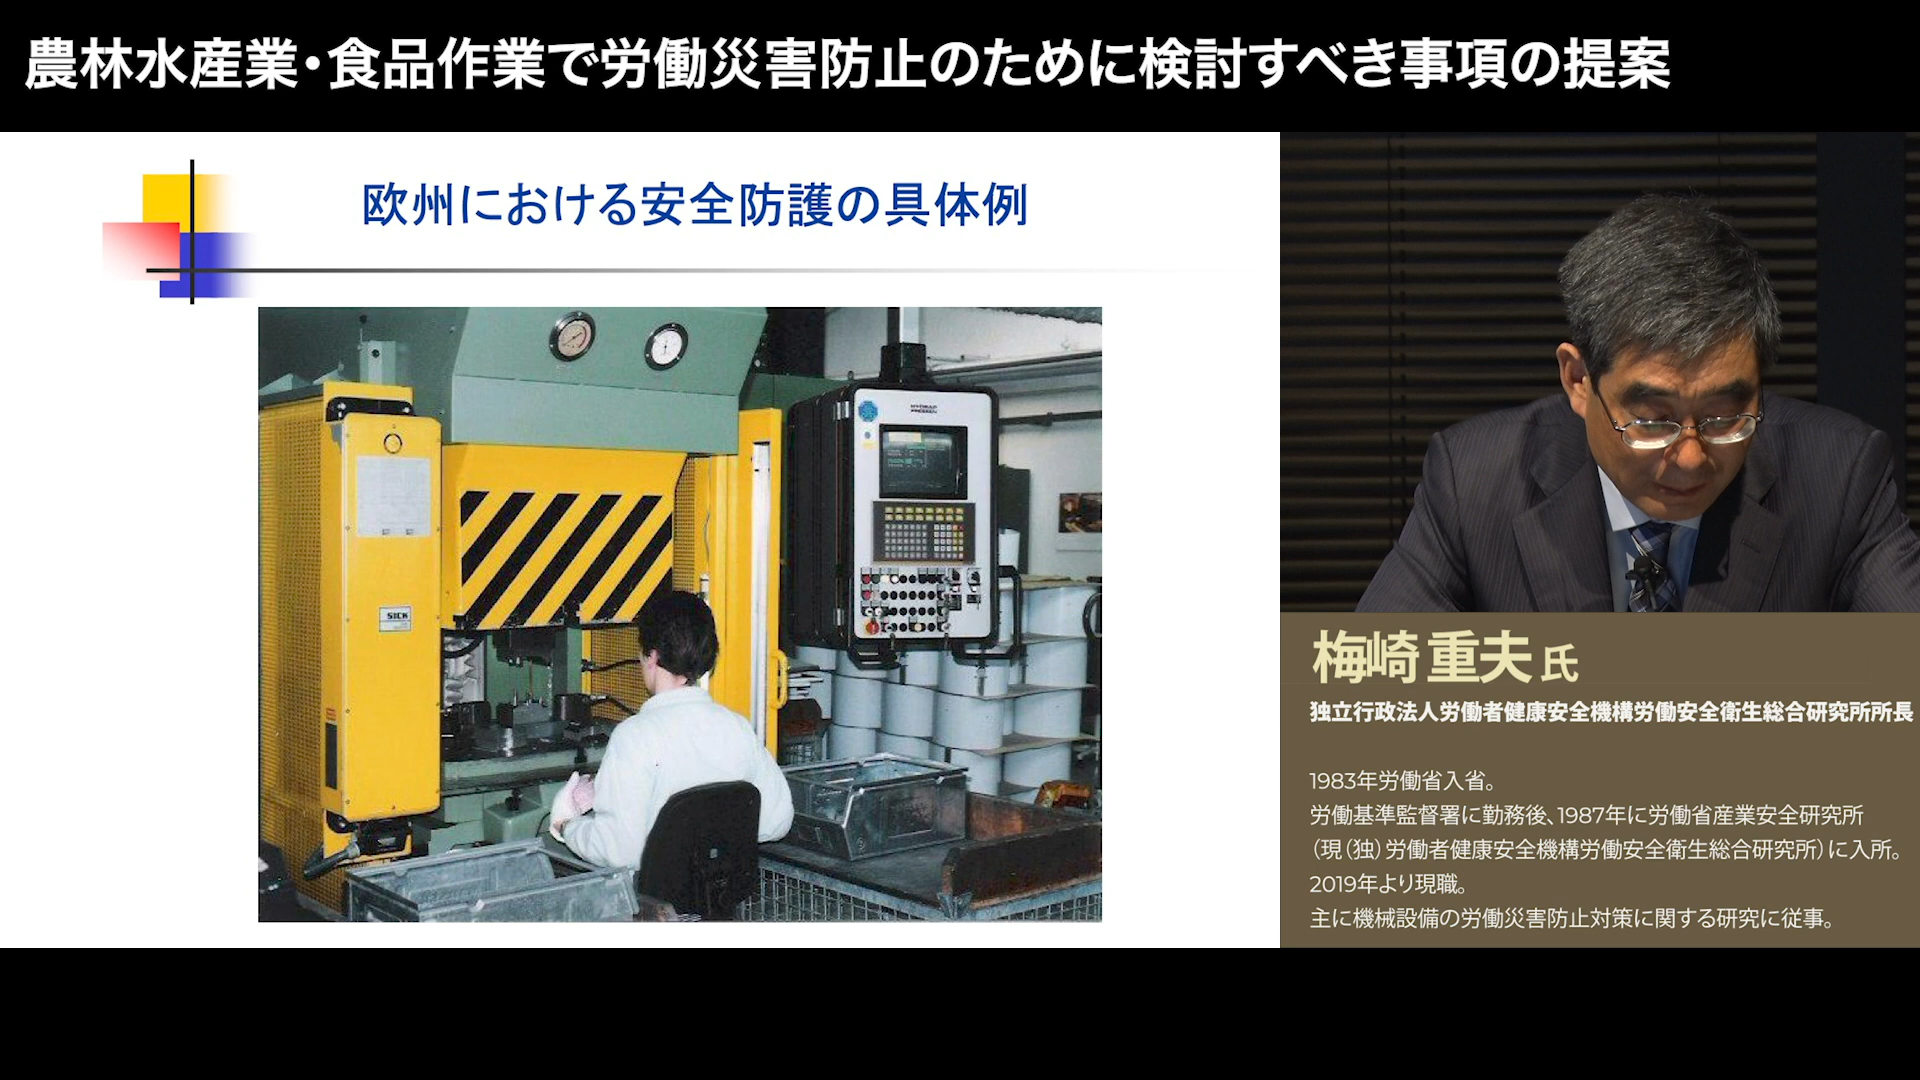 農林水産業・食品作業で労働災害防止のために検討すべき事項の提案
欧州における安全防護の具体例
SICK
梅崎 重夫 氏
独立行政法人労働者健康安全機構労働安全衛生総合研究所所長
1983年労働省入省。
労働基準監督署に勤務後、1987年に労働省産業安全研究所
（現（独）労働者健康安全機構労働安全衛生総合研究所）に入所。
2019年より現職。
主に機械設備の労働災害防止対策に関する研究に従事。